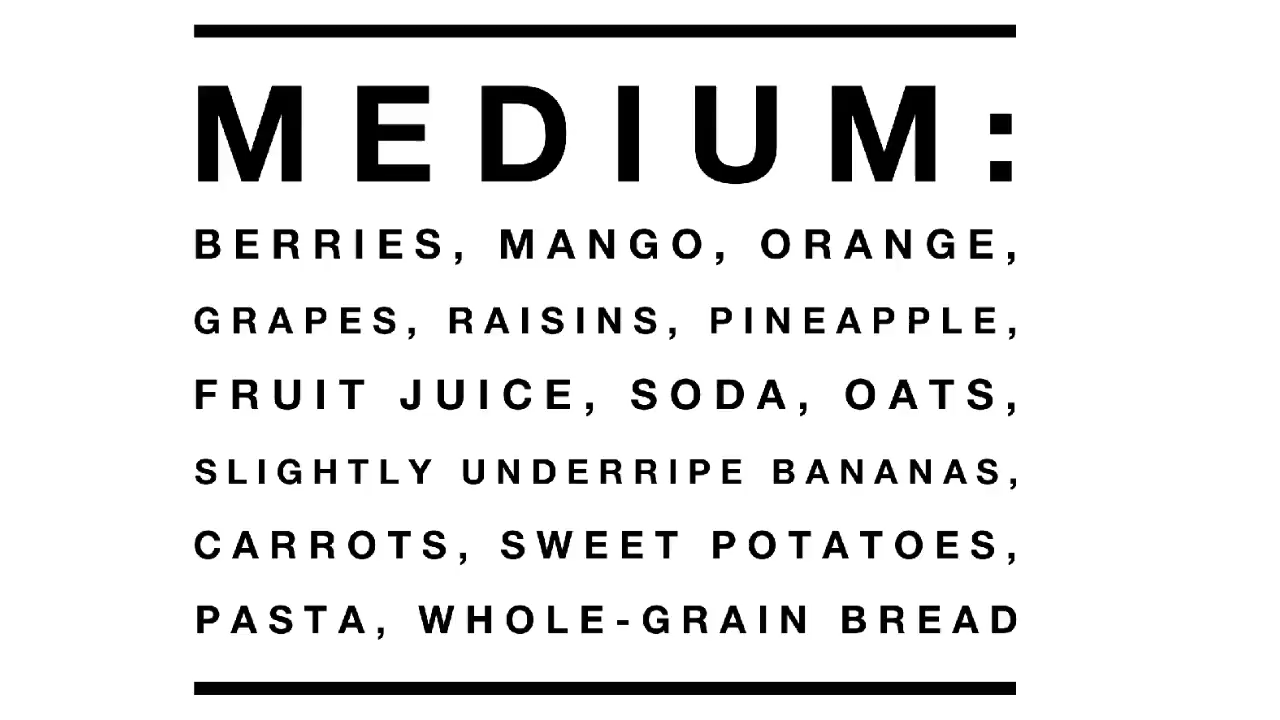 MEDIUM:
BERRIES, MANGO, ORANGE,
GRAPES, RAISINS, PINEAPPLE,
FRUIT JUICE, SODA, OATS,
SLIGHTLY UNDERRIPE BANANAS,
CARROTS, SWEET POTATOES,
PASTA, WHOLE-GRAIN BREAD